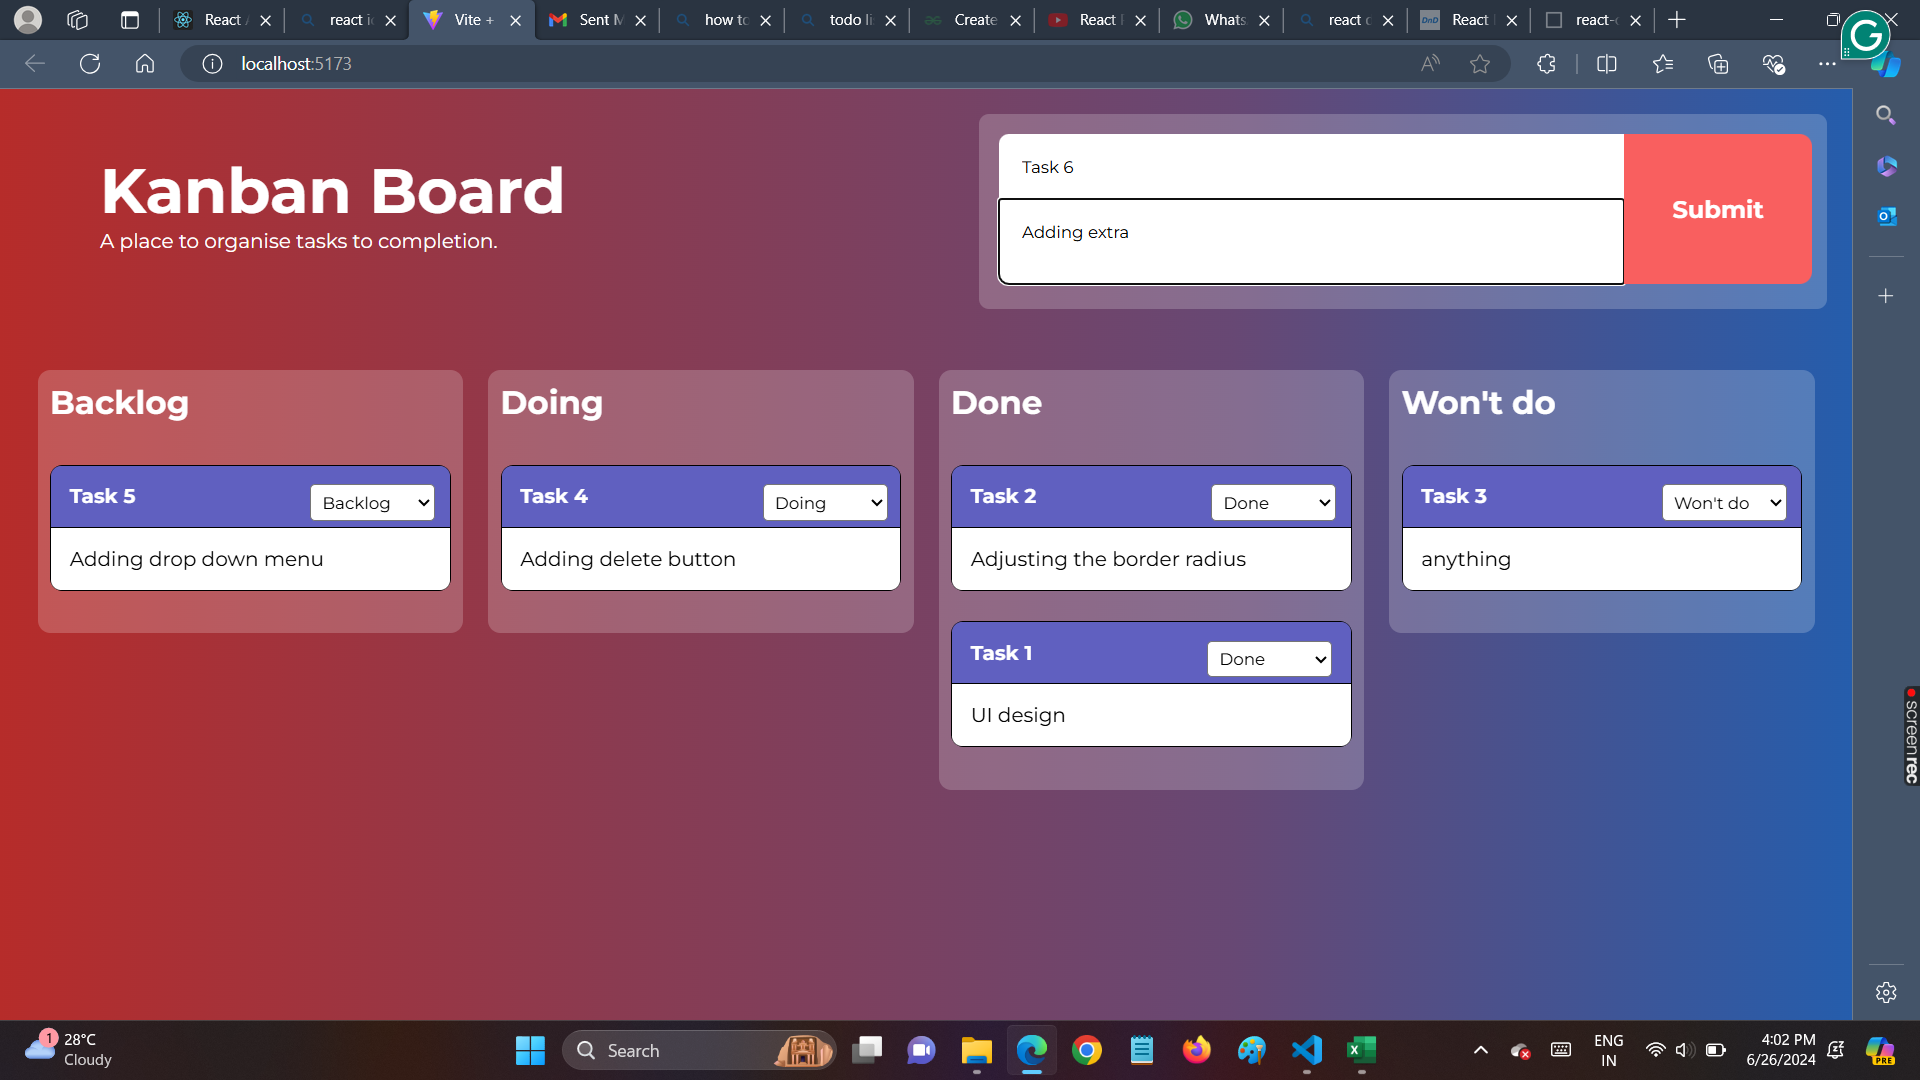 React A
react ic
Vite +
Sent M
how to
todo li
Create
React
Whats
react c
DnD
React
react-
localhost:5173
Kanban Board
A place to organise tasks to completion.
Task 6
Adding extra
Submit
Backlog
Task 5
Backlog
Adding drop down menu
Doing
Task 4
Doing
Adding delete button
Done
Task 2
Done
Adjusting the border radius
Task 1
Done
UI design
Won't do
Task 3
Won't do
anything
screenrec
1
28°C
Cloudy
Search
ENG
IN
4:02 PM
6/26/2024
PRE